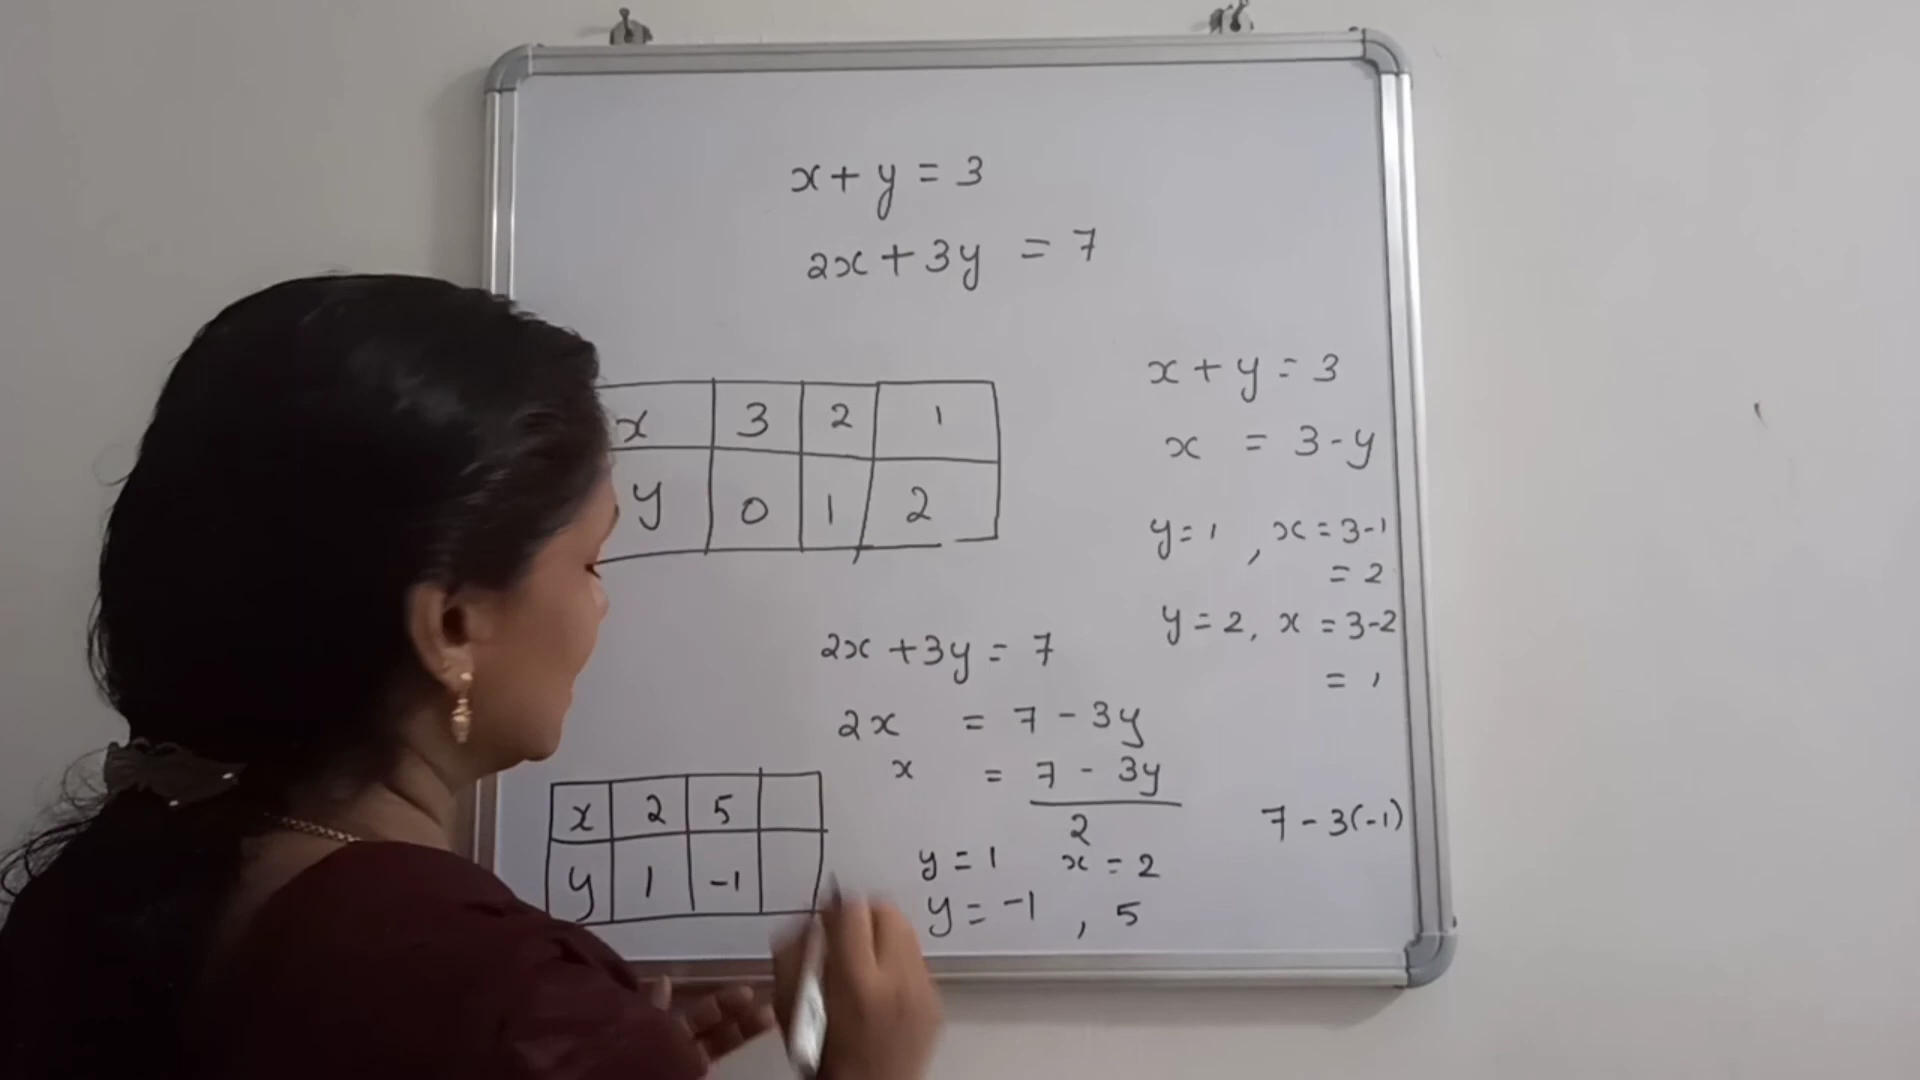 x + y = 3
2x + 3y = 7
x 3 2 1
y 0 1 2
x + y = 3
x = 3 - y
y = 1 , x = 3 - 1
= 2
y = 2, x = 3 - 2
= 1
2x + 3y = 7
2x = 7 - 3y
x = 7 - 3y
2
7 - 3(-1)
y = 1 x = 2
y = -1 , 5
x 2 5
y 1 -1